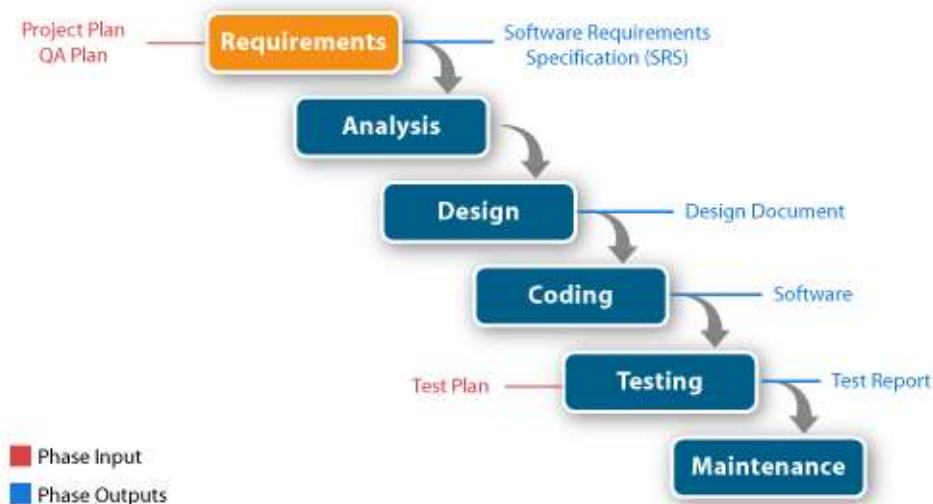 Project Plan
QA Plan
Requirements
Software Requirements
Specification (SRS)
Analysis
Design
Design Document
Coding
Software
Test Plan
Testing
Test Report
Maintenance
Phase Input
Phase Outputs